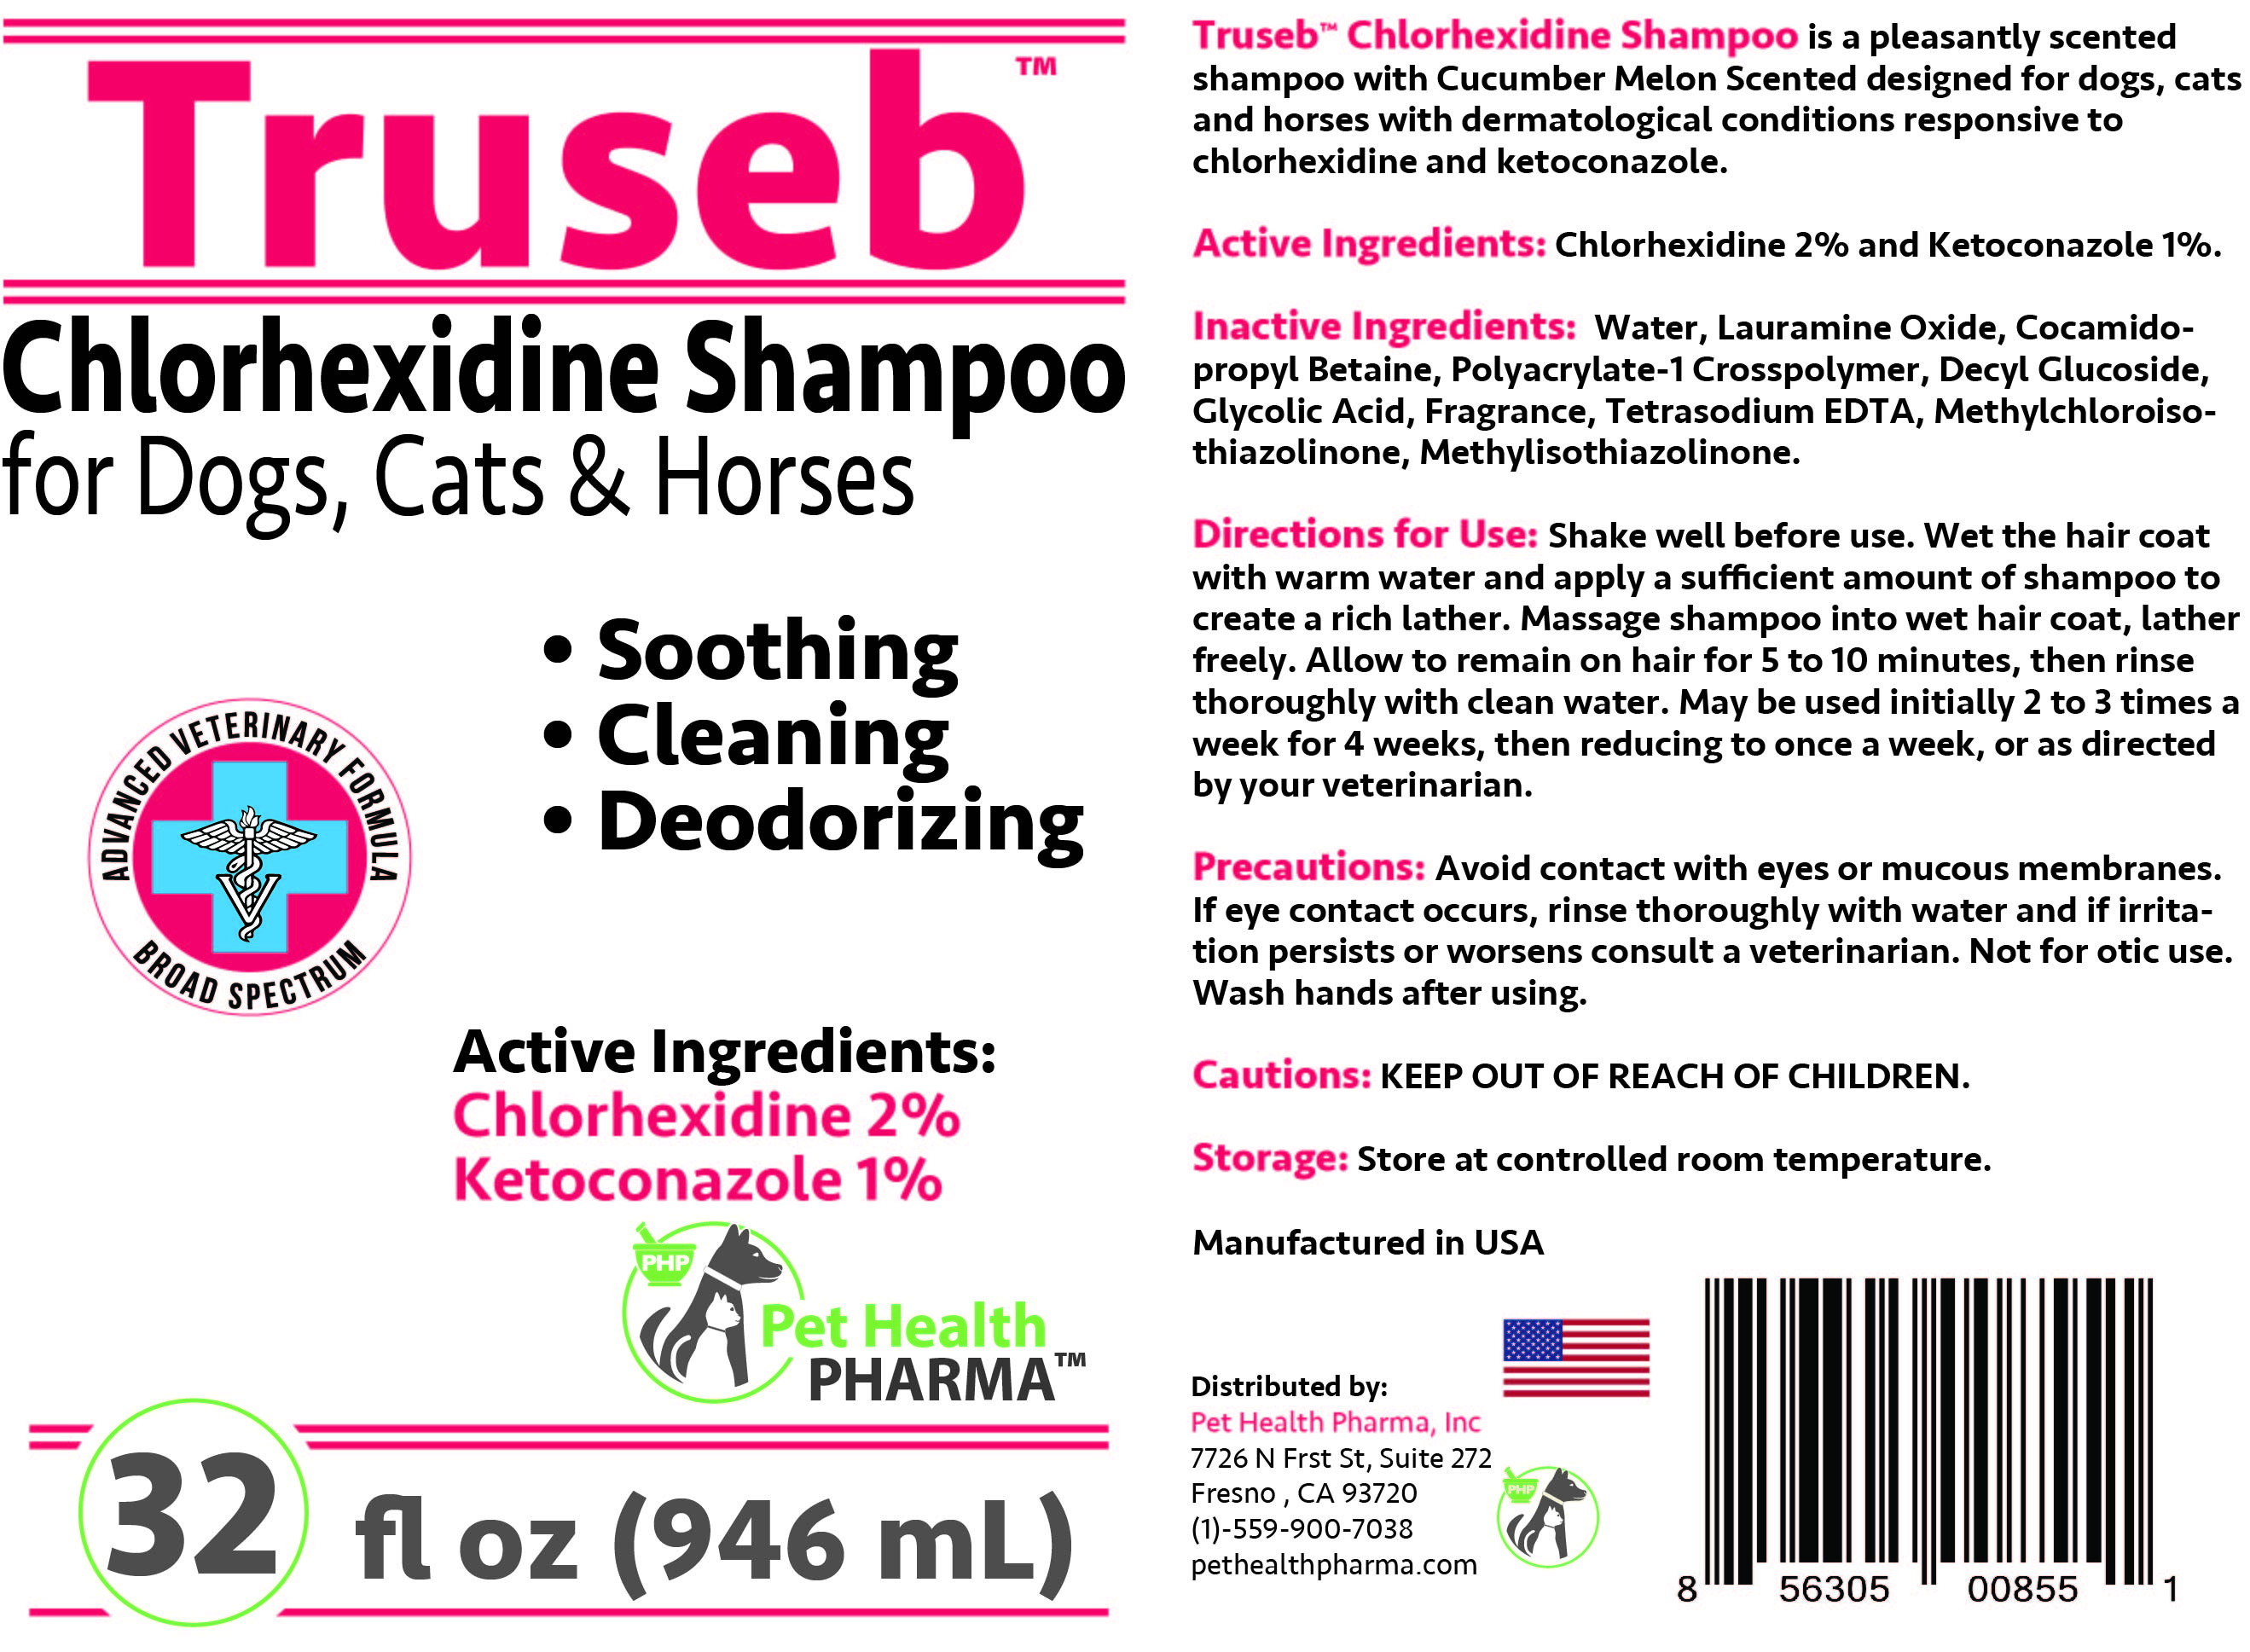 Truseb™
Chlorhexidine Shampoo
for Dogs, Cats & Horses
• Soothing
• Cleaning
• Deodorizing
ADVANCED VETERINARY FORMULA
BROAD SPECTRUM
V
Active Ingredients:
Chlorhexidine 2%
Ketoconazole 1%
PHP
Pet Health
PHARMA™
32 fl oz (946 mL)
Truseb™ Chlorhexidine Shampoo is a pleasantly scented
shampoo with Cucumber Melon Scented designed for dogs, cats
and horses with dermatological conditions responsive to
chlorhexidine and ketoconazole.
Active Ingredients: Chlorhexidine 2% and Ketoconazole 1%.
Inactive Ingredients: Water, Lauramine Oxide, Cocamido-
propyl Betaine, Polyacrylate-1 Crosspolymer, Decyl Glucoside,
Glycolic Acid, Fragrance, Tetrasodium EDTA, Methylchloroiso-
thiazolinone, Methylisothiazolinone.
Directions for Use: Shake well before use. Wet the hair coat
with warm water and apply a sufficient amount of shampoo to
create a rich lather. Massage shampoo into wet hair coat, lather
freely. Allow to remain on hair for 5 to 10 minutes, then rinse
thoroughly with clean water. May be used initially 2 to 3 times a
week for 4 weeks, then reducing to once a week, or as directed
by your veterinarian.
Precautions: Avoid contact with eyes or mucous membranes.
If eye contact occurs, rinse thoroughly with water and if irrita-
tion persists or worsens consult a veterinarian. Not for otic use.
Wash hands after using.
Cautions: KEEP OUT OF REACH OF CHILDREN.
Storage: Store at controlled room temperature.
Manufactured in USA
Distributed by:
Pet Health Pharma, Inc
7726 N Frst St, Suite 272
Fresno , CA 93720
(1)-559-900-7038
pethealthpharma.com
PHP
8 56305 00855 1